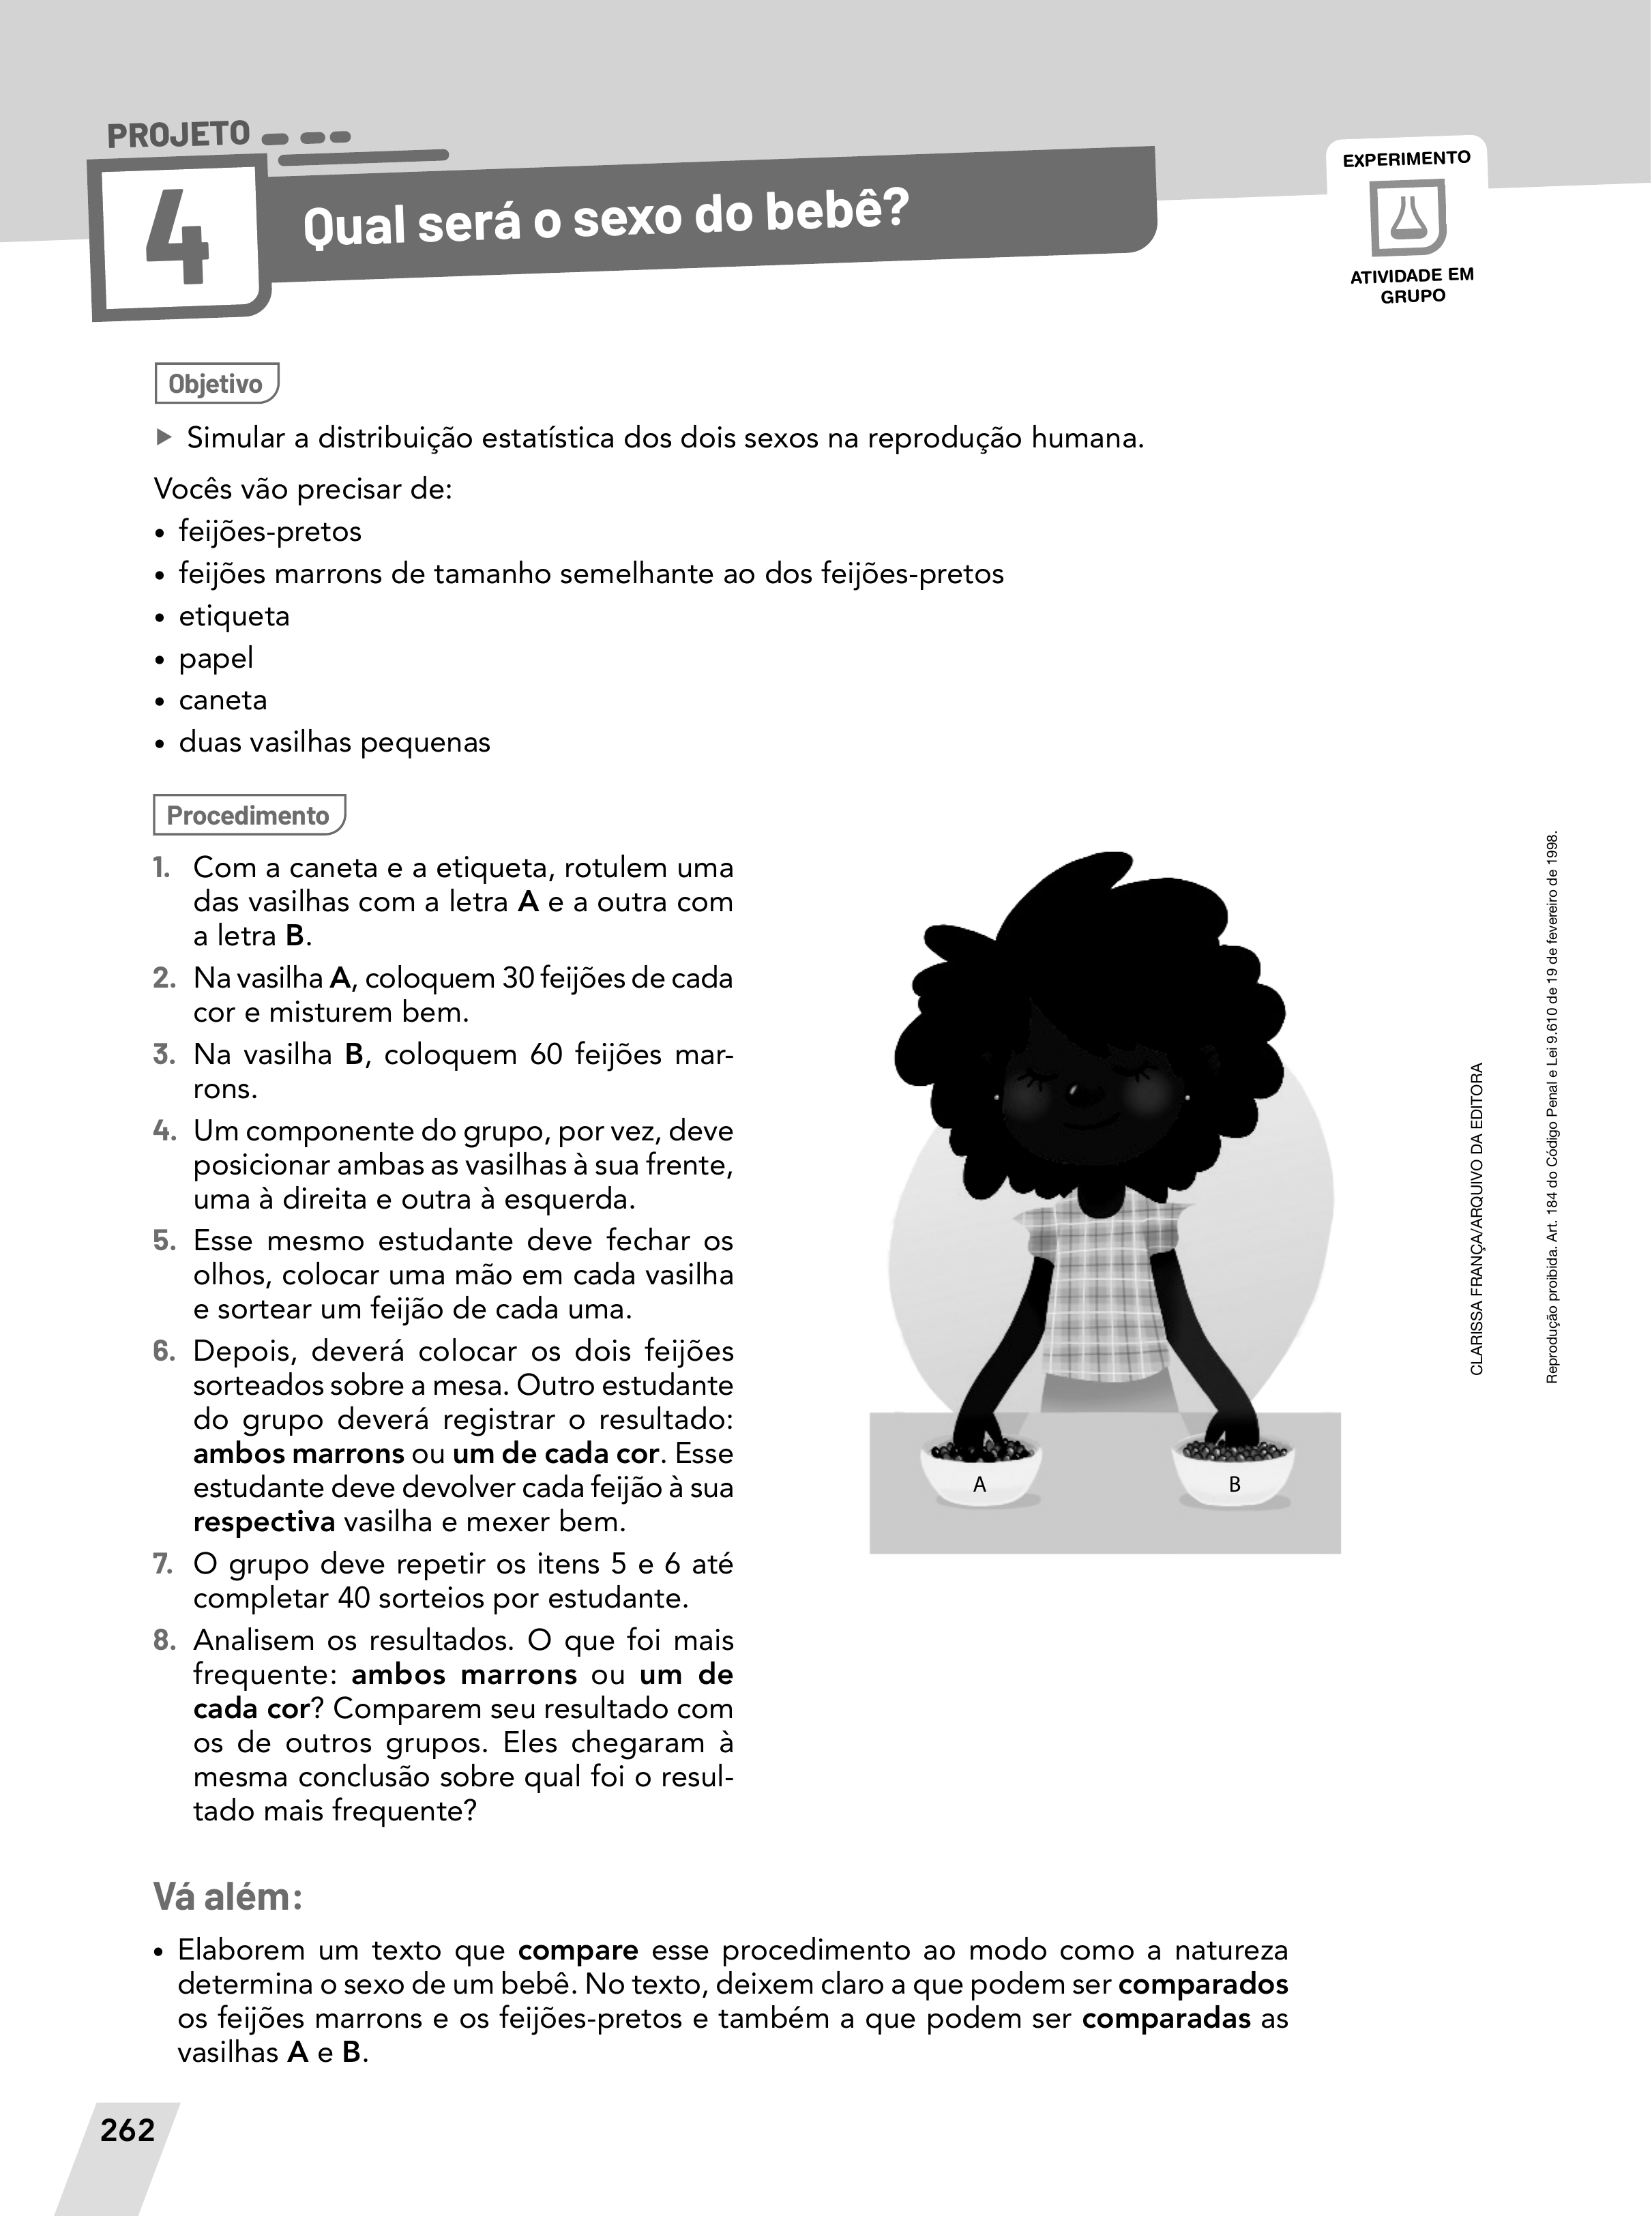 PROJETO
4
Qual será o sexo do bebê?
EXPERIMENTO
ATIVIDADE EM
GRUPO
Objetivo
Simular a distribuição estatística dos dois sexos na reprodução humana.
Vocês vão precisar de:
• feijões-pretos
• feijões marrons de tamanho semelhante ao dos feijões-pretos
• etiqueta
• papel
• caneta
• duas vasilhas pequenas
Procedimento
1. Com a caneta e a etiqueta, rotulem uma
das vasilhas com a letra A e a outra com
a letra B.
2. Na vasilha A, coloquem 30 feijões de cada
cor e misturem bem.
3. Na vasilha B, coloquem 60 feijões mar-
rons.
4. Um componente do grupo, por vez, deve
posicionar ambas as vasilhas à sua frente,
uma à direita e outra à esquerda.
5. Esse mesmo estudante deve fechar os
olhos, colocar uma mão em cada vasilha
e sortear um feijão de cada uma.
6. Depois, deverá colocar os dois feijões
sorteados sobre a mesa. Outro estudante
do grupo deverá registrar o resultado:
ambos marrons ou um de cada cor. Esse
estudante deve devolver cada feijão à sua
respectiva vasilha e mexer bem.
7. O grupo deve repetir os itens 5 e 6 até
completar 40 sorteios por estudante.
8. Analisem os resultados. O que foi mais
frequente: ambos marrons ou um de
cada cor? Comparem seu resultado com
os de outros grupos. Eles chegaram à
mesma conclusão sobre qual foi o resul-
tado mais frequente?
A
B
CLARISSA FRANÇA/ARQUIVO DA EDITORA
Reprodução proibida. Art. 184 do Código Penal e Lei 9.610 de 19 de fevereiro de 1998.
Vá além:
• Elaborem um texto que compare esse procedimento ao modo como a natureza
determina o sexo de um bebê. No texto, deixem claro a que podem ser comparados
os feijões marrons e os feijões-pretos e também a que podem ser comparadas as
vasilhas A e B.
262